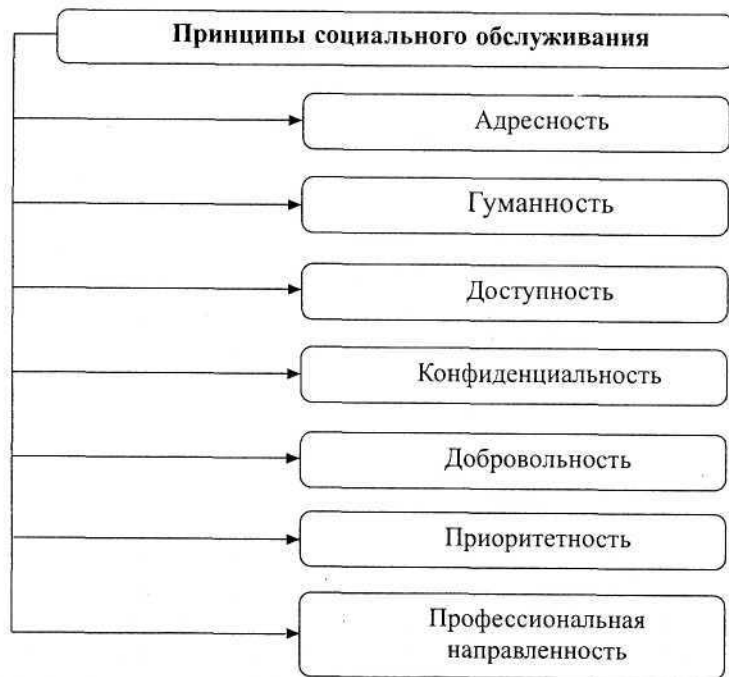 Принципы социального обслуживания
Адресность
Гуманность
Доступность
Конфиденциальность
Добровольность
Приоритетность
Профессиональная
направленность